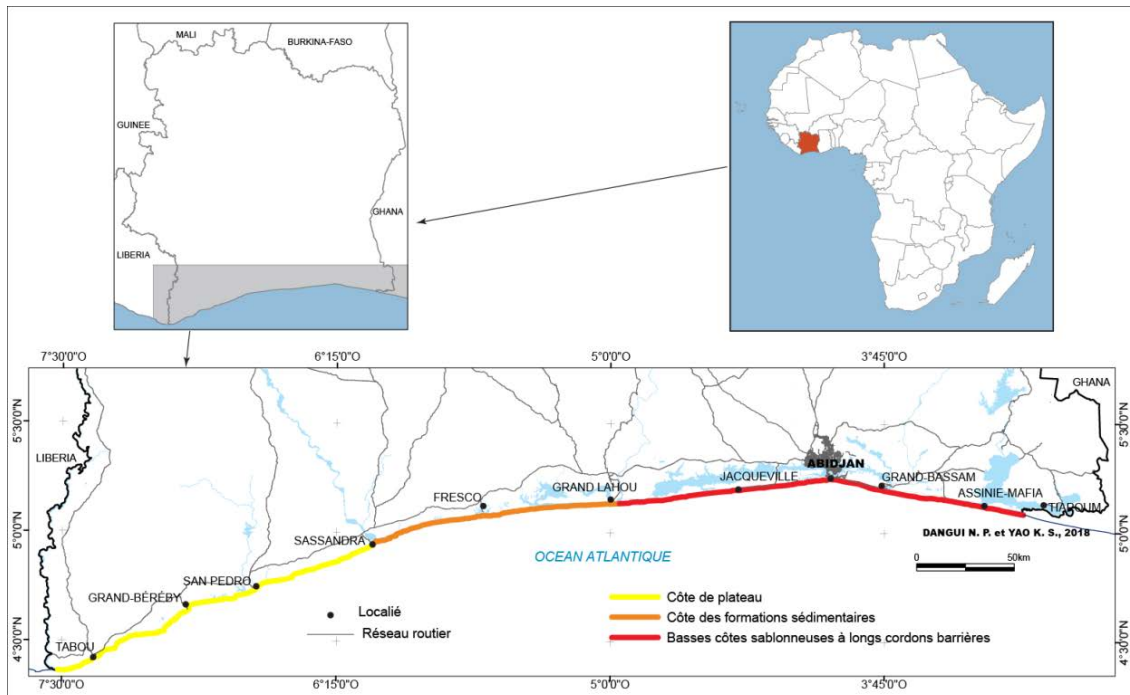 MALI
BURKINA-FASO
GUINEE
GHANA
LIBERIA
7°30'0"O
6°15'0"O
5°0'0"O
3°45'0"O
5°30'0"N
5°30'0"N
GHANA
LIBERIA
ABIDJAN
JACQUEVILLE
GRAND-BASSAM
GRAND LAHOU
FRESCO
ASSINIE-MAFIA
TIAROUM
5°0'0"N
5°0'0"N
SASSANDRA
DANGUI N. P. et YAO K. S., 2018
OCEAN ATLANTIQUE
0 50km
SAN PEDRO
GRAND-BÉRÉBY
Côte de plateau
Localié
Côte des formations sédimentaires
Réseau routier
Basses côtes sablonneuses à longs cordons barrières
TABOU
4°30'0"N
4°30'0"N
7°30'0"O
6°15'0"O
5°0'0"O
3°45'0"O